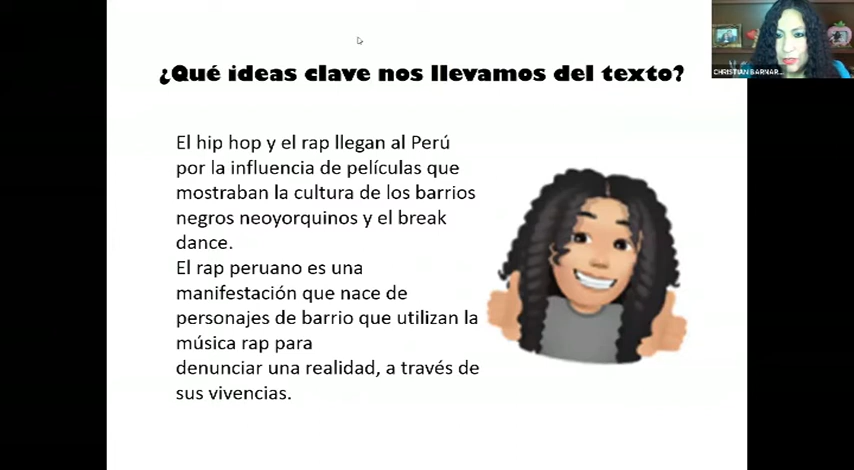 ¿Qué ideas clave nos llevamos del texto?
CHRISTIAN BARNAR...
El hip hop y el rap llegan al Perú
por la influencia de películas que
mostraban la cultura de los barrios
negros neoyorquinos y el break
dance.
El rap peruano es una
manifestación que nace de
personajes de barrio que utilizan la
música rap para
denunciar una realidad, a través de
sus vivencias.